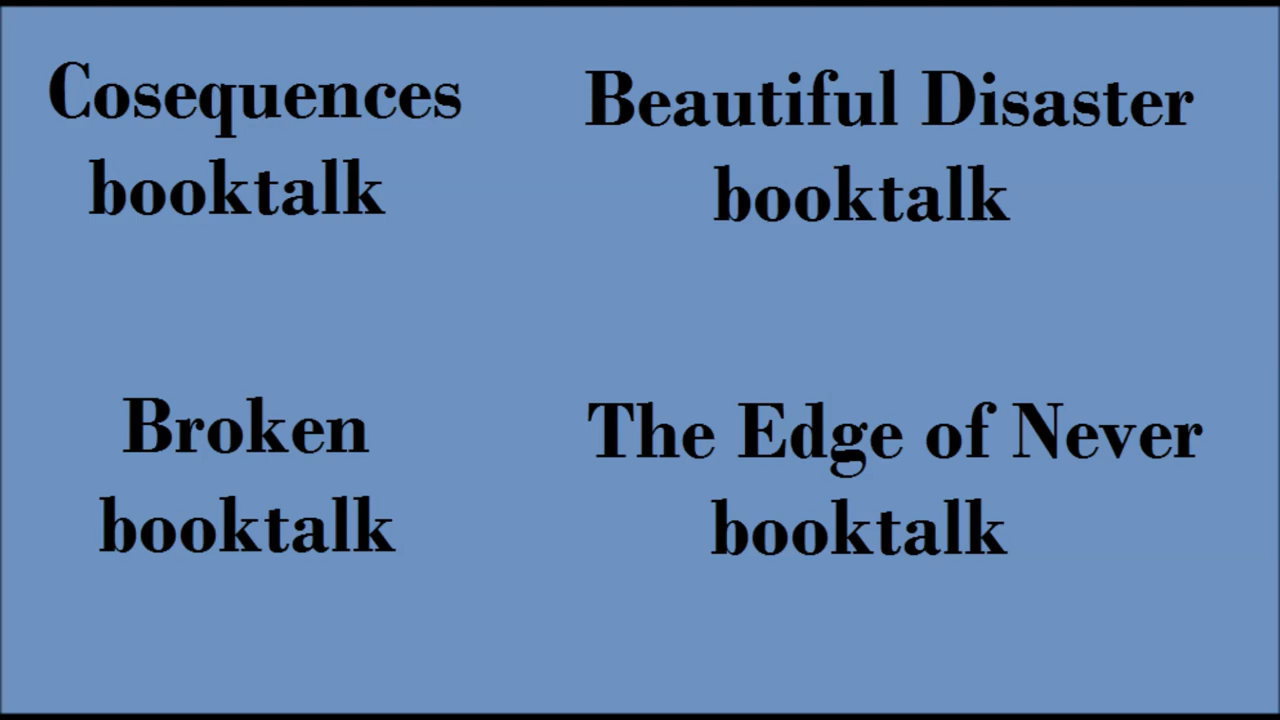 Cosequences
booktalk
Beautiful Disaster
booktalk
Broken
booktalk
The Edge of Never
booktalk